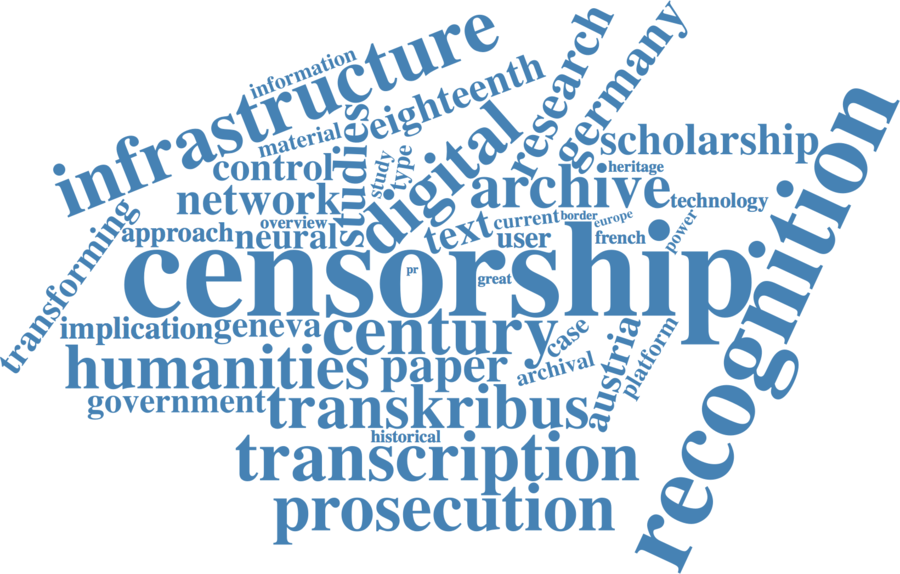 infrastructure
information
material
eighteenth
research
germany
scholarship
control
studies
study
type
digital
heritage
archive
technology
network
overview
approach
neural
text
current
border
europe
user
french
power
transforming
censorship
pr
great
recognition
implication
geneva
century
case
austria
platform
humanities
paper
archival
government
transkribus
historical
transcription
prosecution